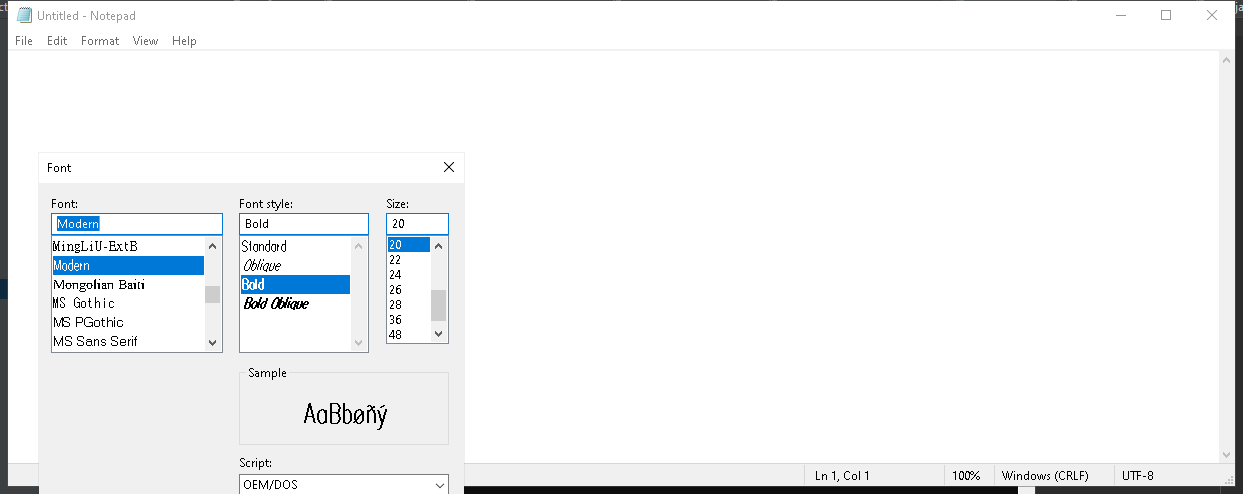 Untitled - Notepad
File Edit Format View Help
Font
Font: Font style: Size:
Modern Bold 20
MingLiU-ExtB Standard 20
Modern Oblique 22
Mongolian Baiti Bold 24
MS Gothic Bold Oblique 26
MS PGothic 28
MS Sans Serif 36
48
Sample
AaBbøñý
Script:
OEM/DOS
Ln 1, Col 1 100% Windows (CRLF) UTF-8